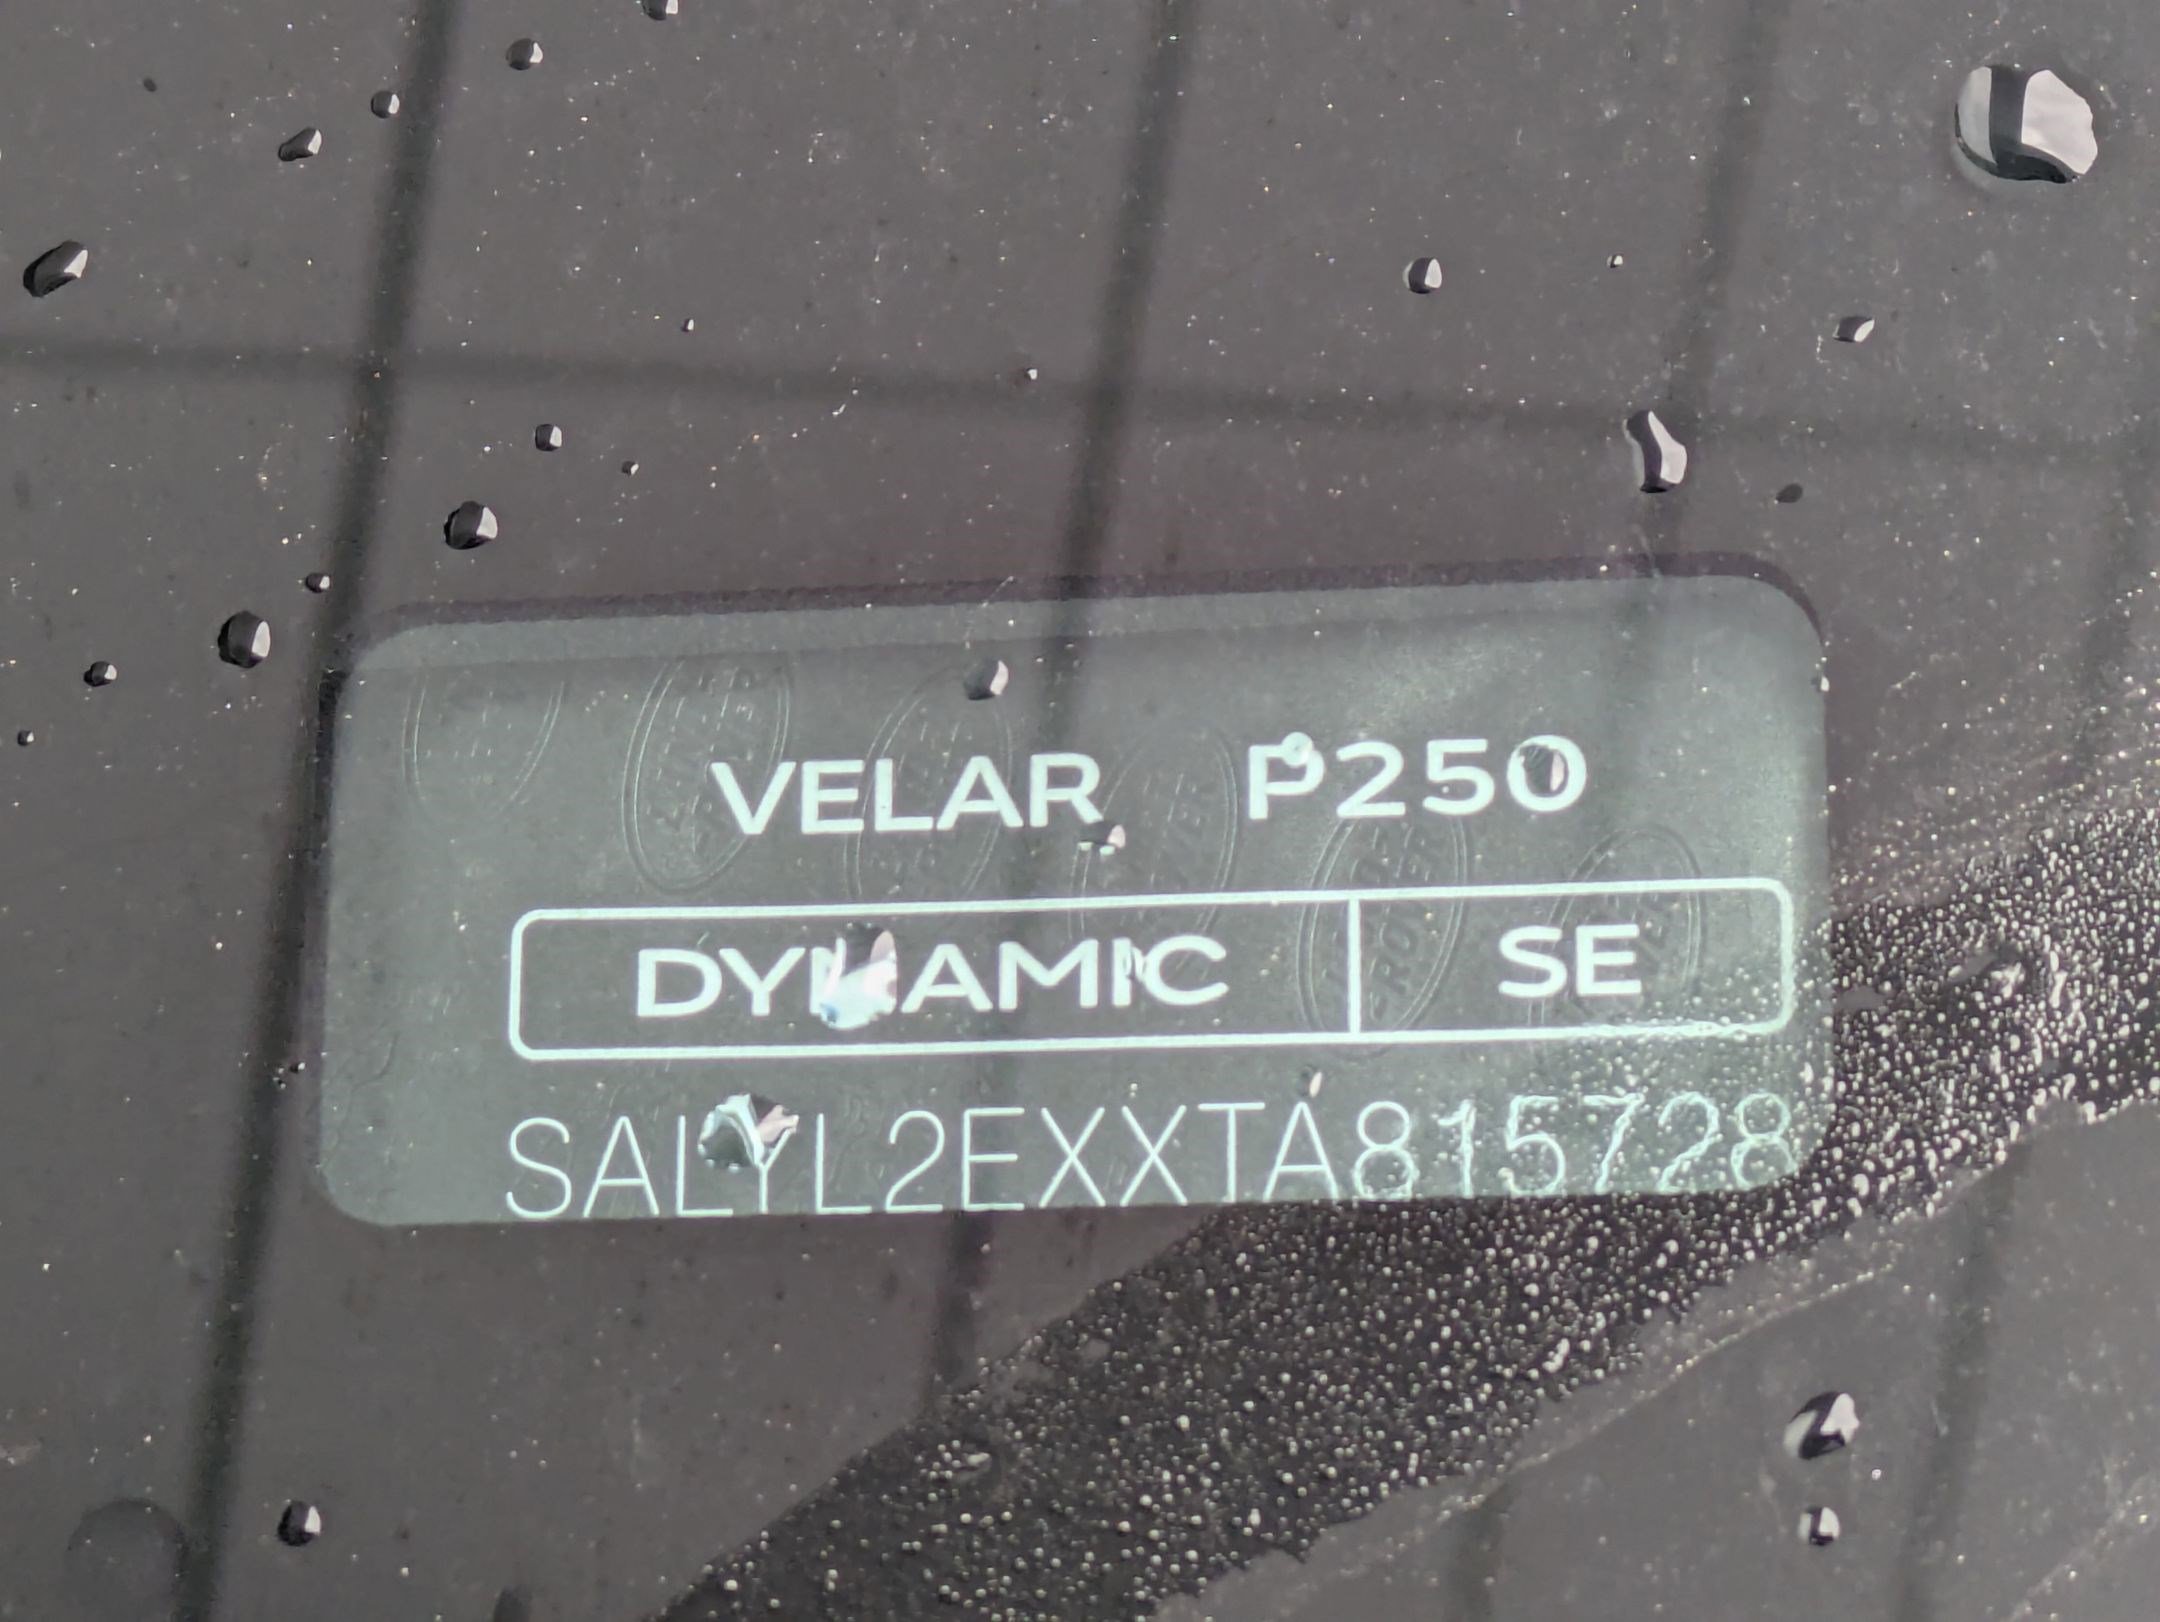 VELAR P250
DYNAMIC SE
SALYL2EXXTA815728